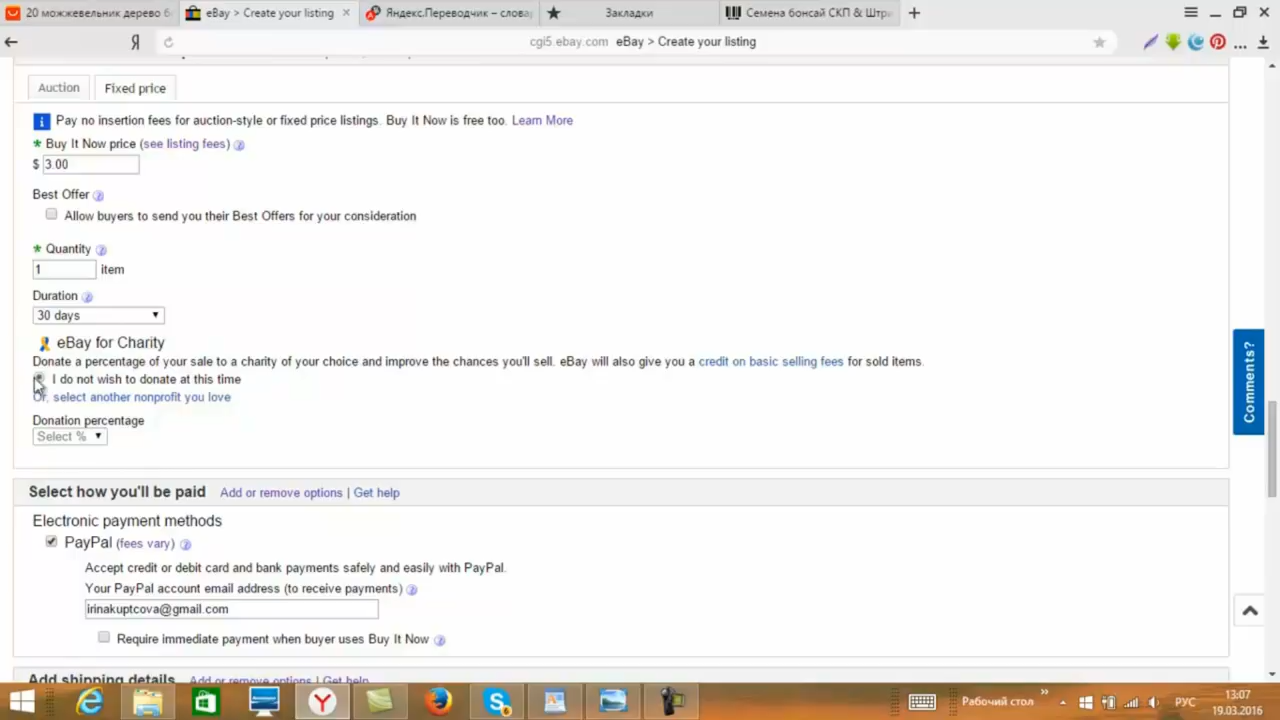 20 можжевельник дерево б
eBay > Create your listing
Яндекс.Переводчик – слова
Закладки
Семена бонсай СКП & Штри
Я
cgi5.ebay.com eBay > Create your listing
Auction
Fixed price
Pay no insertion fees for auction-style or fixed price listings. Buy It Now is free too. Learn More
* Buy It Now price (see listing fees)
$ 3.00
Best Offer
Allow buyers to send you their Best Offers for your consideration
* Quantity
1 item
Duration
30 days
eBay for Charity
Donate a percentage of your sale to a charity of your choice and improve the chances you'll sell. eBay will also give you a credit on basic selling fees for sold items.
I do not wish to donate at this time
Or, select another nonprofit you love
Donation percentage
Select %
Comments?
Select how you'll be paid Add or remove options | Get help
Electronic payment methods
PayPal (fees vary)
Accept credit or debit card and bank payments safely and easily with PayPal.
Your PayPal account email address (to receive payments)
irinakuptcova@gmail.com
Require immediate payment when buyer uses Buy It Now
Add shipping details Add or remove options | Get help
Рабочий стол
РУС
13:07
19.03.2016